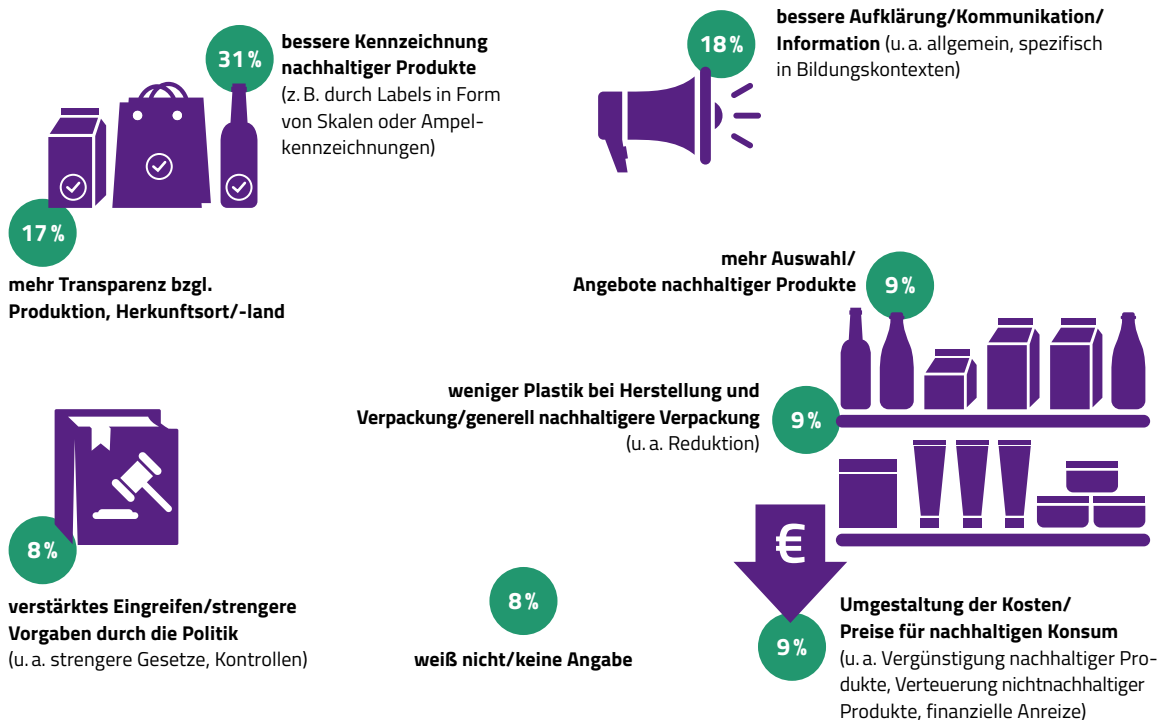 31 %
bessere Kennzeichnung
nachhaltiger Produkte
(z. B. durch Labels in Form
von Skalen oder Ampel-
kennzeichnungen)
18 %
bessere Aufklärung/Kommunikation/
Information (u. a. allgemein, spezifisch
in Bildungskontexten)
17 %
mehr Transparenz bzgl.
Produktion, Herkunftsort/-land
mehr Auswahl/
Angebote nachhaltiger Produkte
9 %
weniger Plastik bei Herstellung und
Verpackung/generell nachhaltigere Verpackung
(u. a. Reduktion)
9 %
8 %
verstärktes Eingreifen/strengere
Vorgaben durch die Politik
(u. a. strengere Gesetze, Kontrollen)
8 %
weiß nicht/keine Angabe
€
9 %
Umgestaltung der Kosten/
Preise für nachhaltigen Konsum
(u. a. Vergünstigung nachhaltiger Pro-
dukte, Verteuerung nichtnachhaltiger
Produkte, finanzielle Anreize)